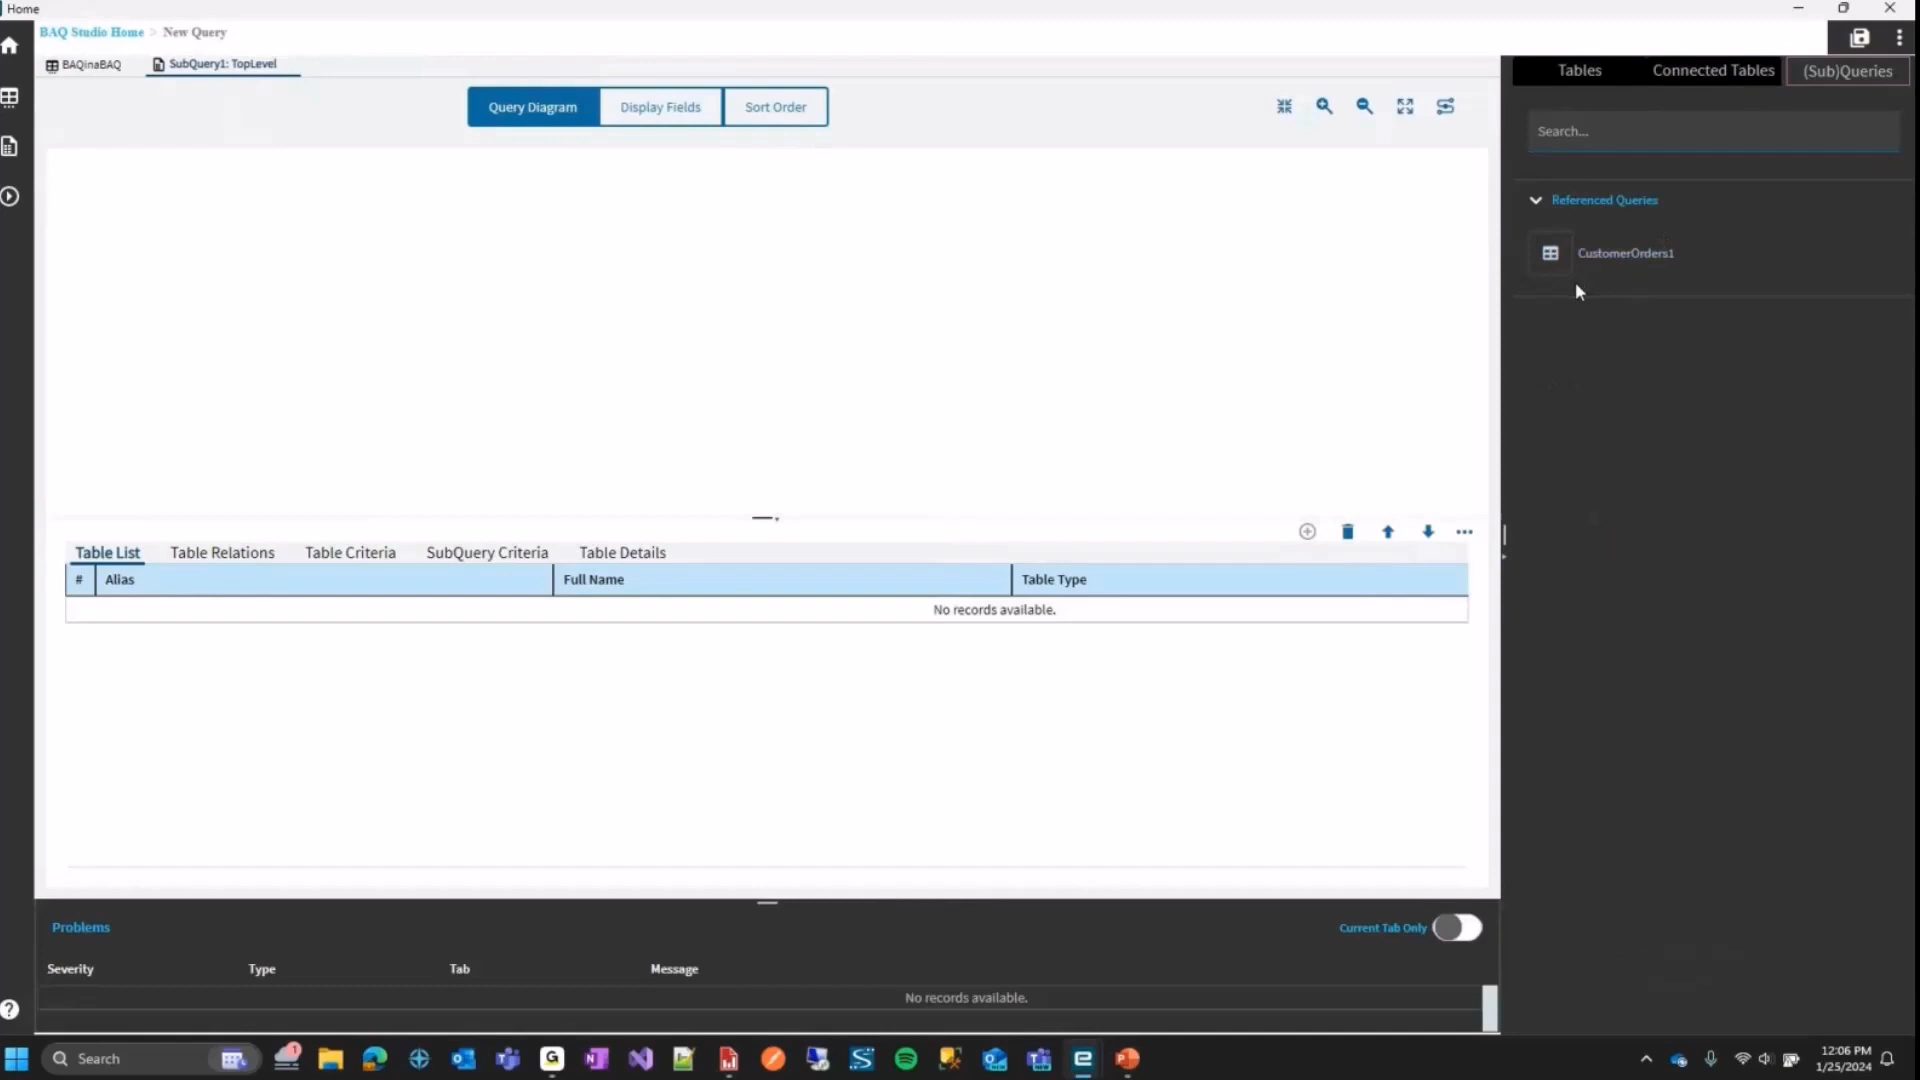 Home
BAQ Studio Home > New Query
BAQinaBAQ
SubQuery1: TopLevel
Tables
Connected Tables
(Sub)Queries
Query Diagram
Display Fields
Sort Order
Search...
Referenced Queries
CustomerOrders1
Table List
Table Relations
Table Criteria
SubQuery Criteria
Table Details
# Alias Full Name Table Type
No records available.
Problems
Current Tab Only
Severity Type Tab Message
No records available.
Search
1
12:06 PM
1/25/2024